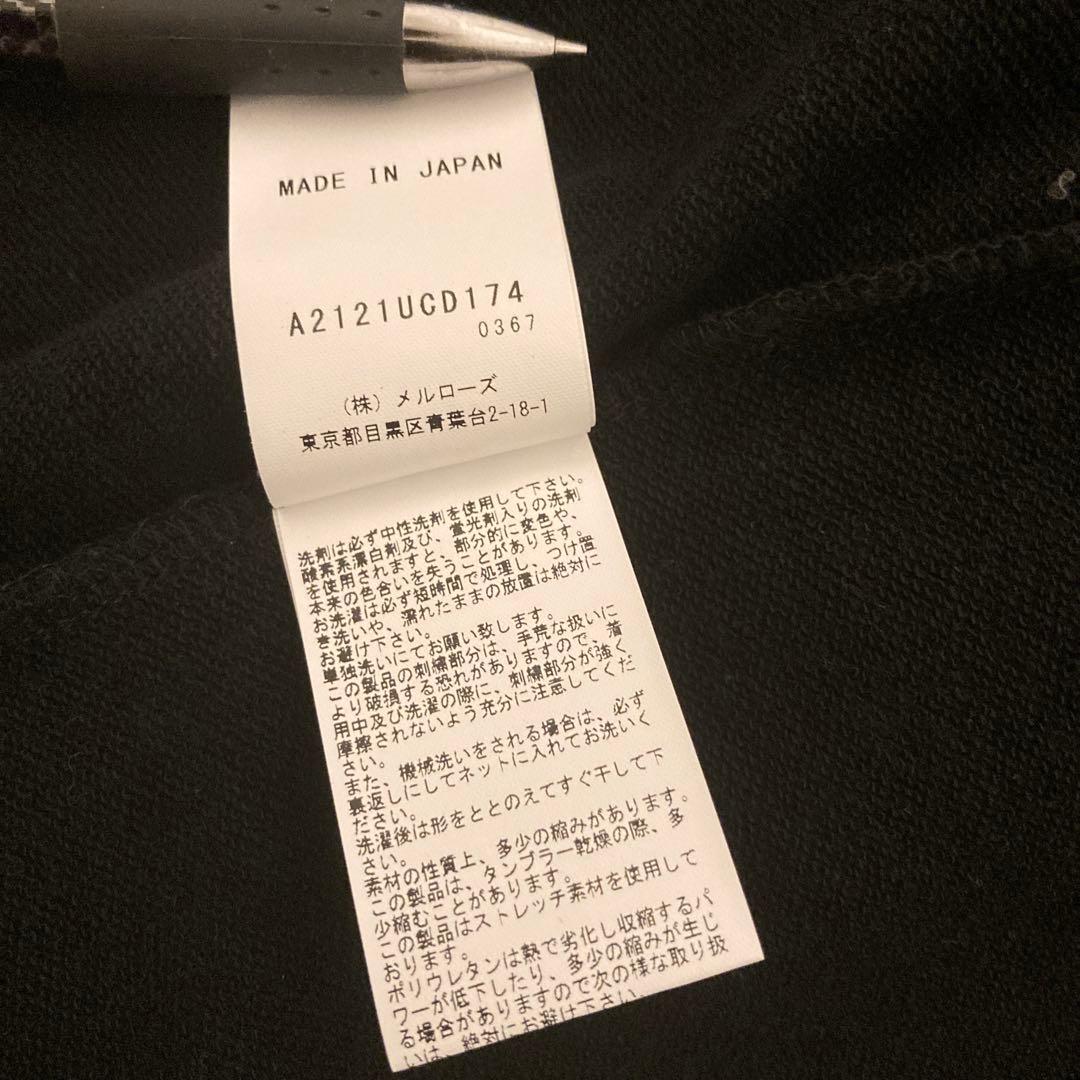 MADE IN JAPAN
A2121UCD174
0367
(株)メルローズ
東京都目黒区青葉台2-18-1
洗剤は必ず中性洗剤を使用して下さい。
酸素系漂白剤及び、蛍光剤入りの洗剤
を使用されますと、部分的に変色や、
本来の色合いを失うことがあります。
お洗濯は必ず短時間で処理し、つけ置
き洗いや、濡れたままの放置は絶対に
お避け下さい。
単独洗いにてお願い致します。
この製品の刺繍部分は、手荒な扱いに
より破損する恐れがありますので、着
用中及び洗濯の際に、刺繍部分が強く
摩擦されないよう充分に注意してくだ
さい。
また、機械洗いをされる場合は、必ず
裏返しにしてネットに入れてお洗いく
ださい。
洗濯後は形をととのえてすぐ干して下
さい。
素材の性質上、多少の縮みがあります。
この製品は、タンブラー乾燥の際、多
少縮むことがあります。
この製品はストレッチ素材を使用して
おります。
ポリウレタンは熱で劣化し収縮するパ
ワーが低下したり、多少の縮みが生じ
る場合がありますので次の様な取り扱
いは、絶対にお避け下さい。